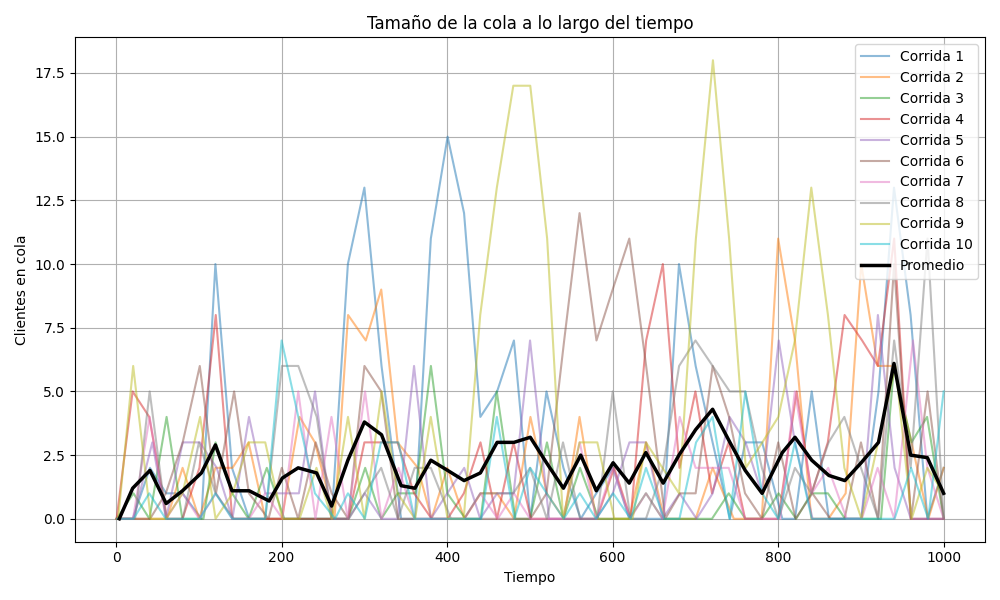 Tamaño de la cola a lo largo del tiempo
Clientes en cola
17.5
15.0
12.5
10.0
7.5
5.0
2.5
0.0
0
200
400
600
800
1000
Tiempo
Corrida 1
Corrida 2
Corrida 3
Corrida 4
Corrida 5
Corrida 6
Corrida 7
Corrida 8
Corrida 9
Corrida 10
Promedio